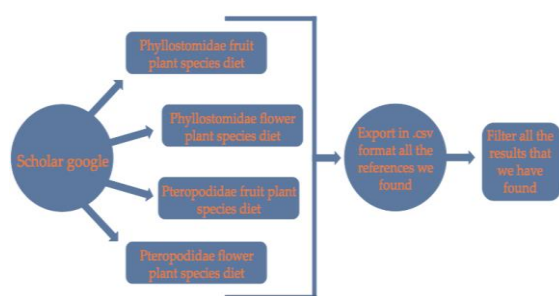 Phyllostomidae fruit
plant species diet
Phyllostomidae flower
plant species diet
Scholar google
Pteropodidae fruit plant
species diet
Pteropodidae flower
plant species diet
Export in .csv
format all the
references we
found
Filter all the
results that
we have
found